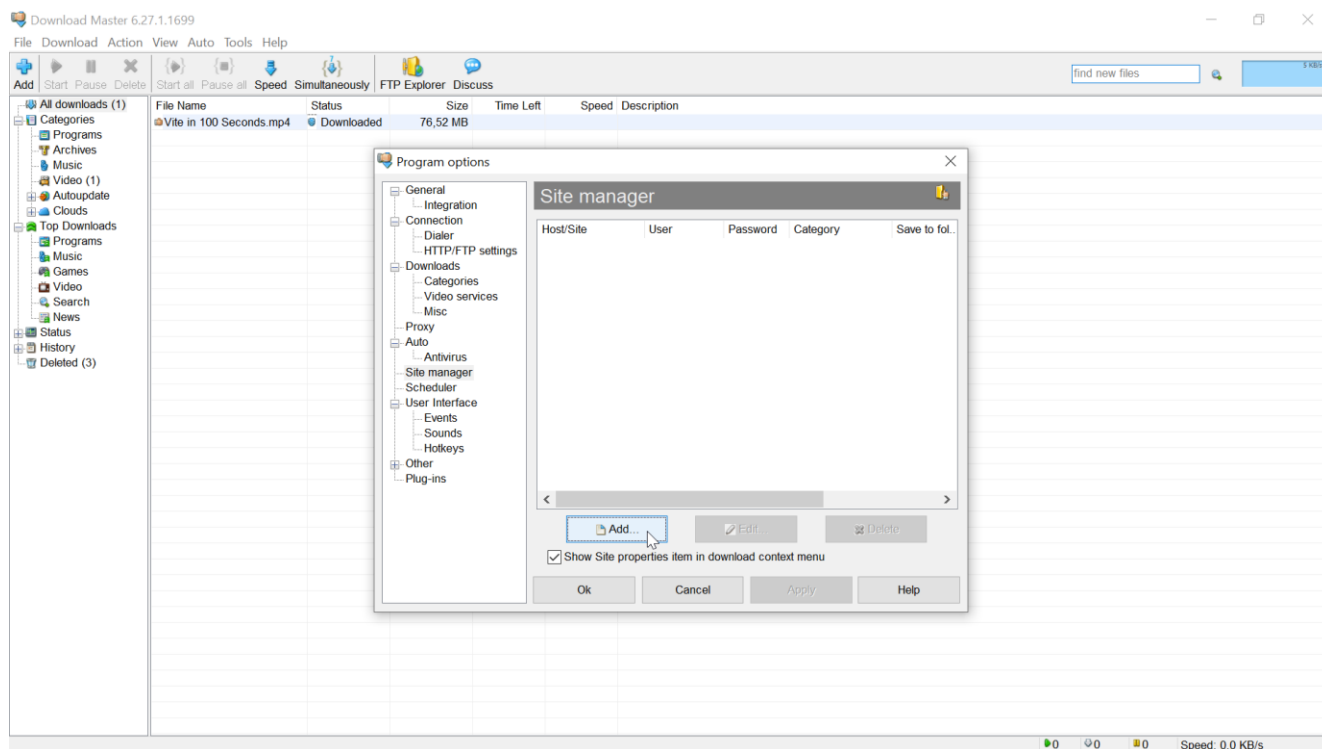 Download Master 6.27.1.1699
File Download Action View Auto Tools Help
Add Start Pause Delete Start all Pause all Speed Simultaneously FTP Explorer Discuss
find new files
5 KB/s
All downloads (1)
Categories
Programs
Archives
Music
Video (1)
Autoupdate
Clouds
Top Downloads
Programs
Music
Games
Video
Search
News
Status
History
Deleted (3)
File Name Status Size Time Left Speed Description
Vite in 100 Seconds.mp4 Downloaded 76,52 MB
Program options
General
Integration
Connection
Dialer
HTTP/FTP settings
Downloads
Categories
Video services
Misc
Proxy
Auto
Antivirus
Site manager
Scheduler
User Interface
Events
Sounds
Hotkeys
Other
Plug-ins
Site manager
Host/Site User Password Category Save to fol..
Add... Edit... Delete
Show Site properties item in download context menu
Ok Cancel Apply Help
0 0 0 Speed: 0,0 KB/s